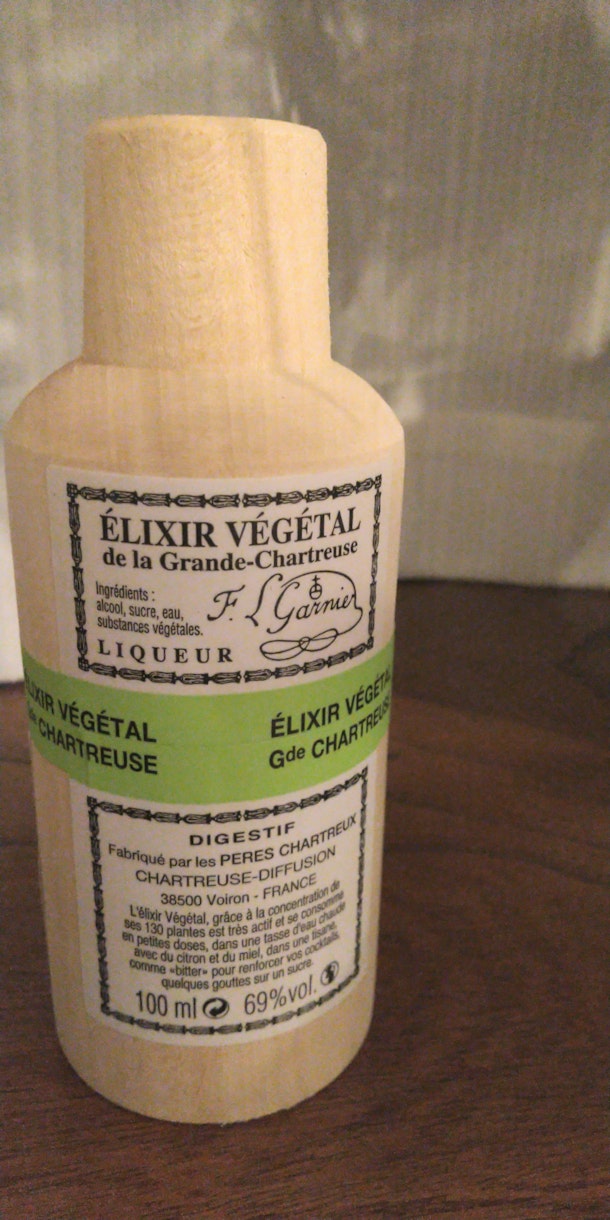 ÉLIXIR VÉGÉTAL
de la Grande-Chartreuse
Ingrédients :
alcool, sucre, eau,
substances végétales.
F. L Garnier
LIQUEUR
ÉLIXIR VÉGÉTAL
Gde CHARTREUSE
ÉLIXIR VÉGÉTAL
Gde CHARTREUSE
DIGESTIF
Fabriqué par les PERES CHARTREUX
CHARTREUSE-DIFFUSION
38500 Voiron - FRANCE
L'élixir Végétal, grâce à la concentration de
ses 130 plantes est très actif et se consomme
en petites doses, dans une tasse d'eau chaude
avec du citron et du miel, dans une tisane,
comme «bitter» pour renforcer vos cocktails,
quelques gouttes sur un sucre.
100 ml 69%vol.